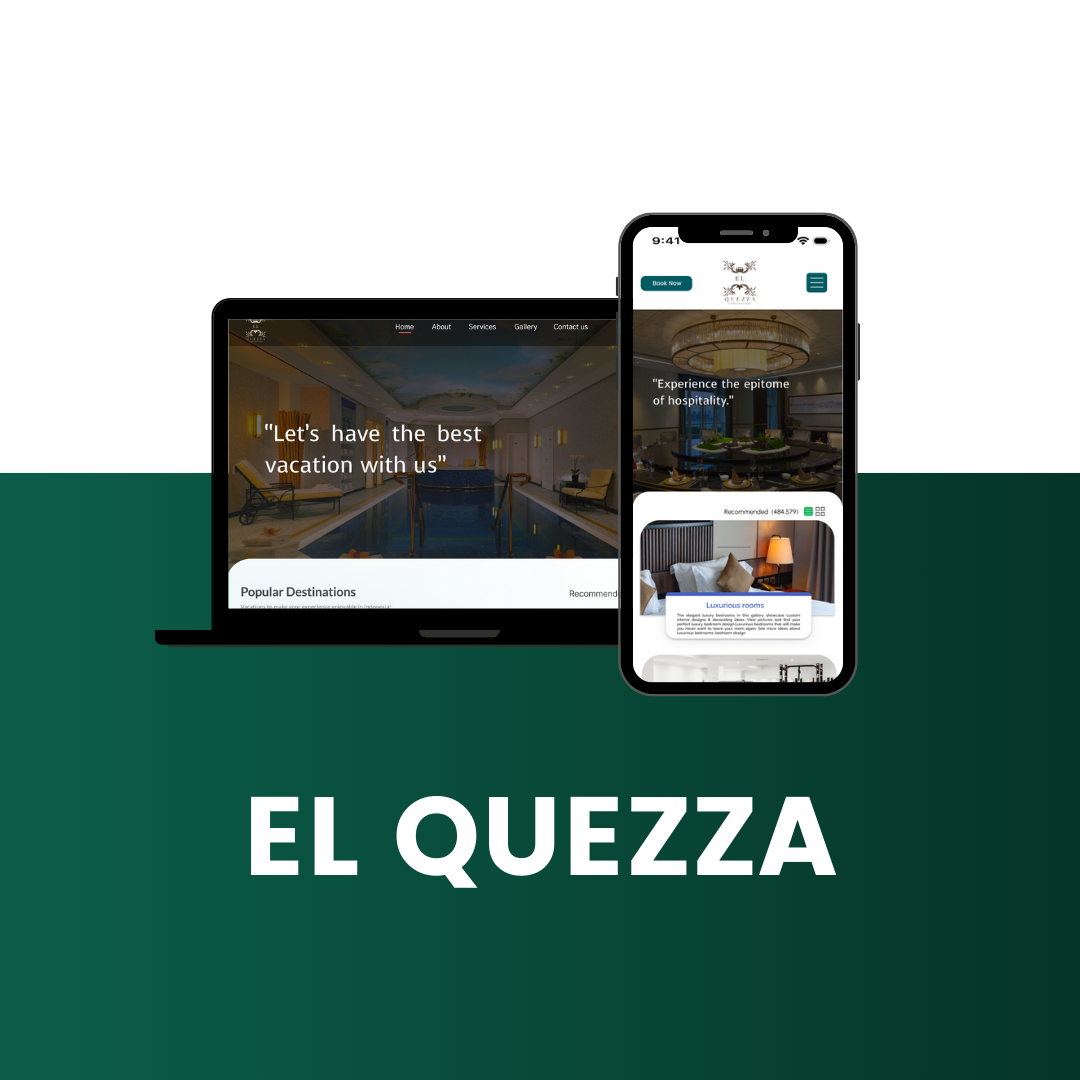 EL
QUEZZA
Home About Services Gallery Contact us
"Let's have the best
vacation with us"
Popular Destinations
Vacations to make your experience enjoyable in Indonesia!
Recommend
9:41
Book Now
EL
QUEZZA
"Experience the epitome
of hospitality."
Recommended (484,579)
Luxurious rooms
The elegant luxury bedrooms in this gallery showcase custom
interior designs & decorating ideas. View pictures and find your
perfect luxury bedroom design.Luxurious bedrooms that will make
you never want to leave your room again. See more ideas about
luxurious bedrooms, bedroom design
EL QUEZZA